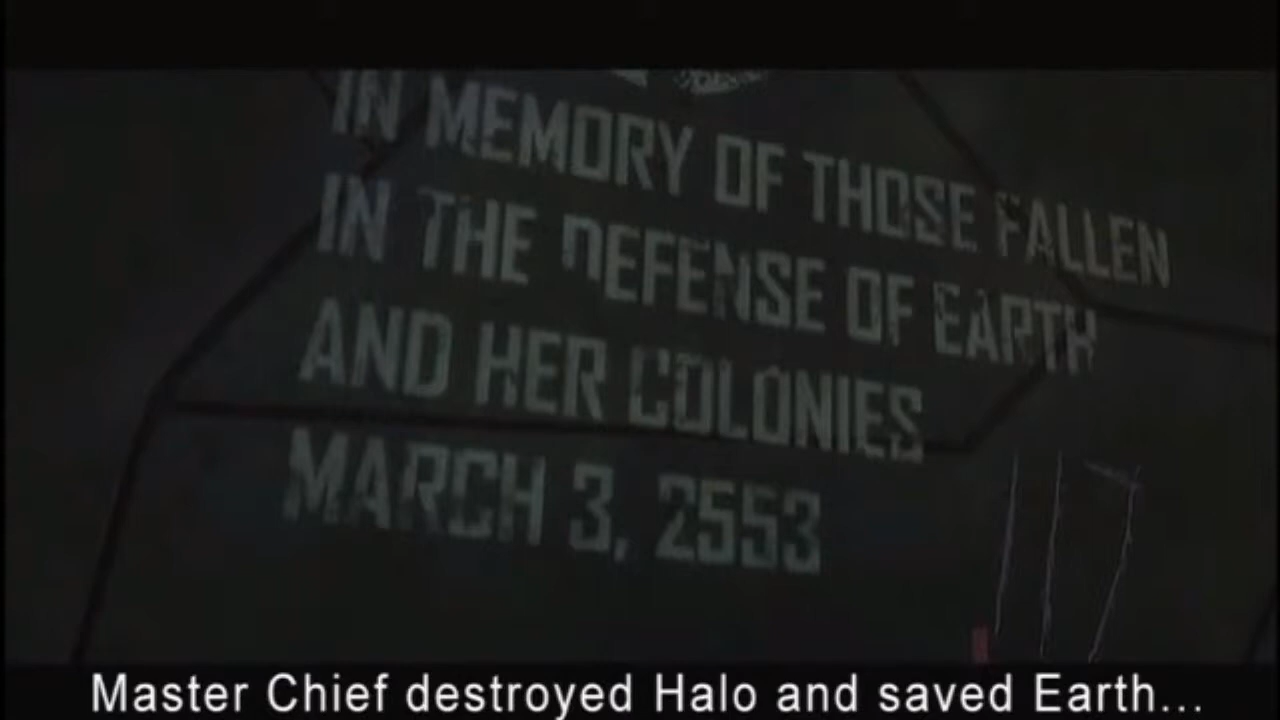 IN MEMORY OF THOSE FALLEN
IN THE DEFENSE OF EARTH
AND HER COLONIES
MARCH 3, 2553
117
Master Chief destroyed Halo and saved Earth...